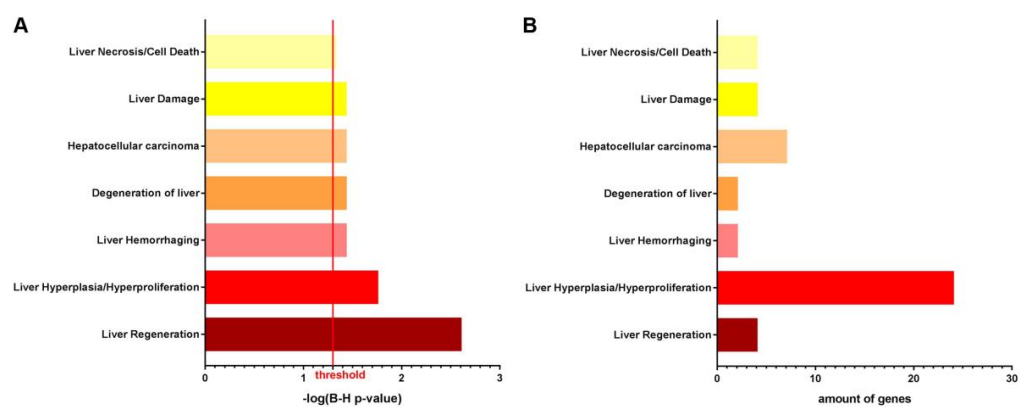 A
Liver Necrosis/Cell Death
Liver Damage
Hepatocellular carcinoma
Degeneration of liver
Liver Hemorrhaging
Liver Hyperplasia/Hyperproliferation
Liver Regeneration
0 1 2 3
threshold
-log(B-H p-value)
B
Liver Necrosis/Cell Death
Liver Damage
Hepatocellular carcinoma
Degeneration of liver
Liver Hemorrhaging
Liver Hyperplasia/Hyperproliferation
Liver Regeneration
0 10 20 30
amount of genes